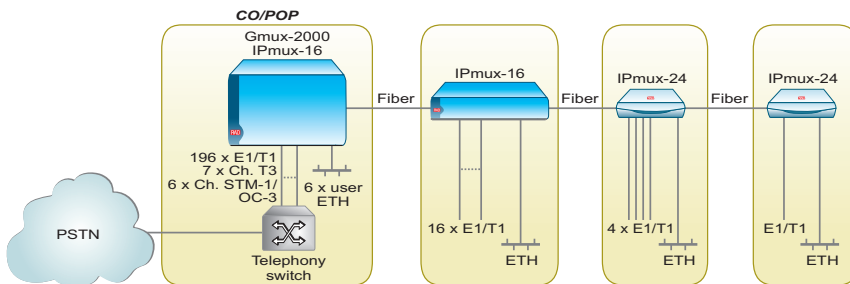 CO/POP
Gmux-2000
IPmux-16
RAD
196 x E1/T1
7 x Ch. T3
6 x Ch. STM-1/
OC-3
6 x user
ETH
PSTN
Telephony
switch
Fiber
IPmux-16
RAD
16 x E1/T1
ETH
Fiber
IPmux-24
4 x E1/T1
ETH
Fiber
IPmux-24
E1/T1
ETH